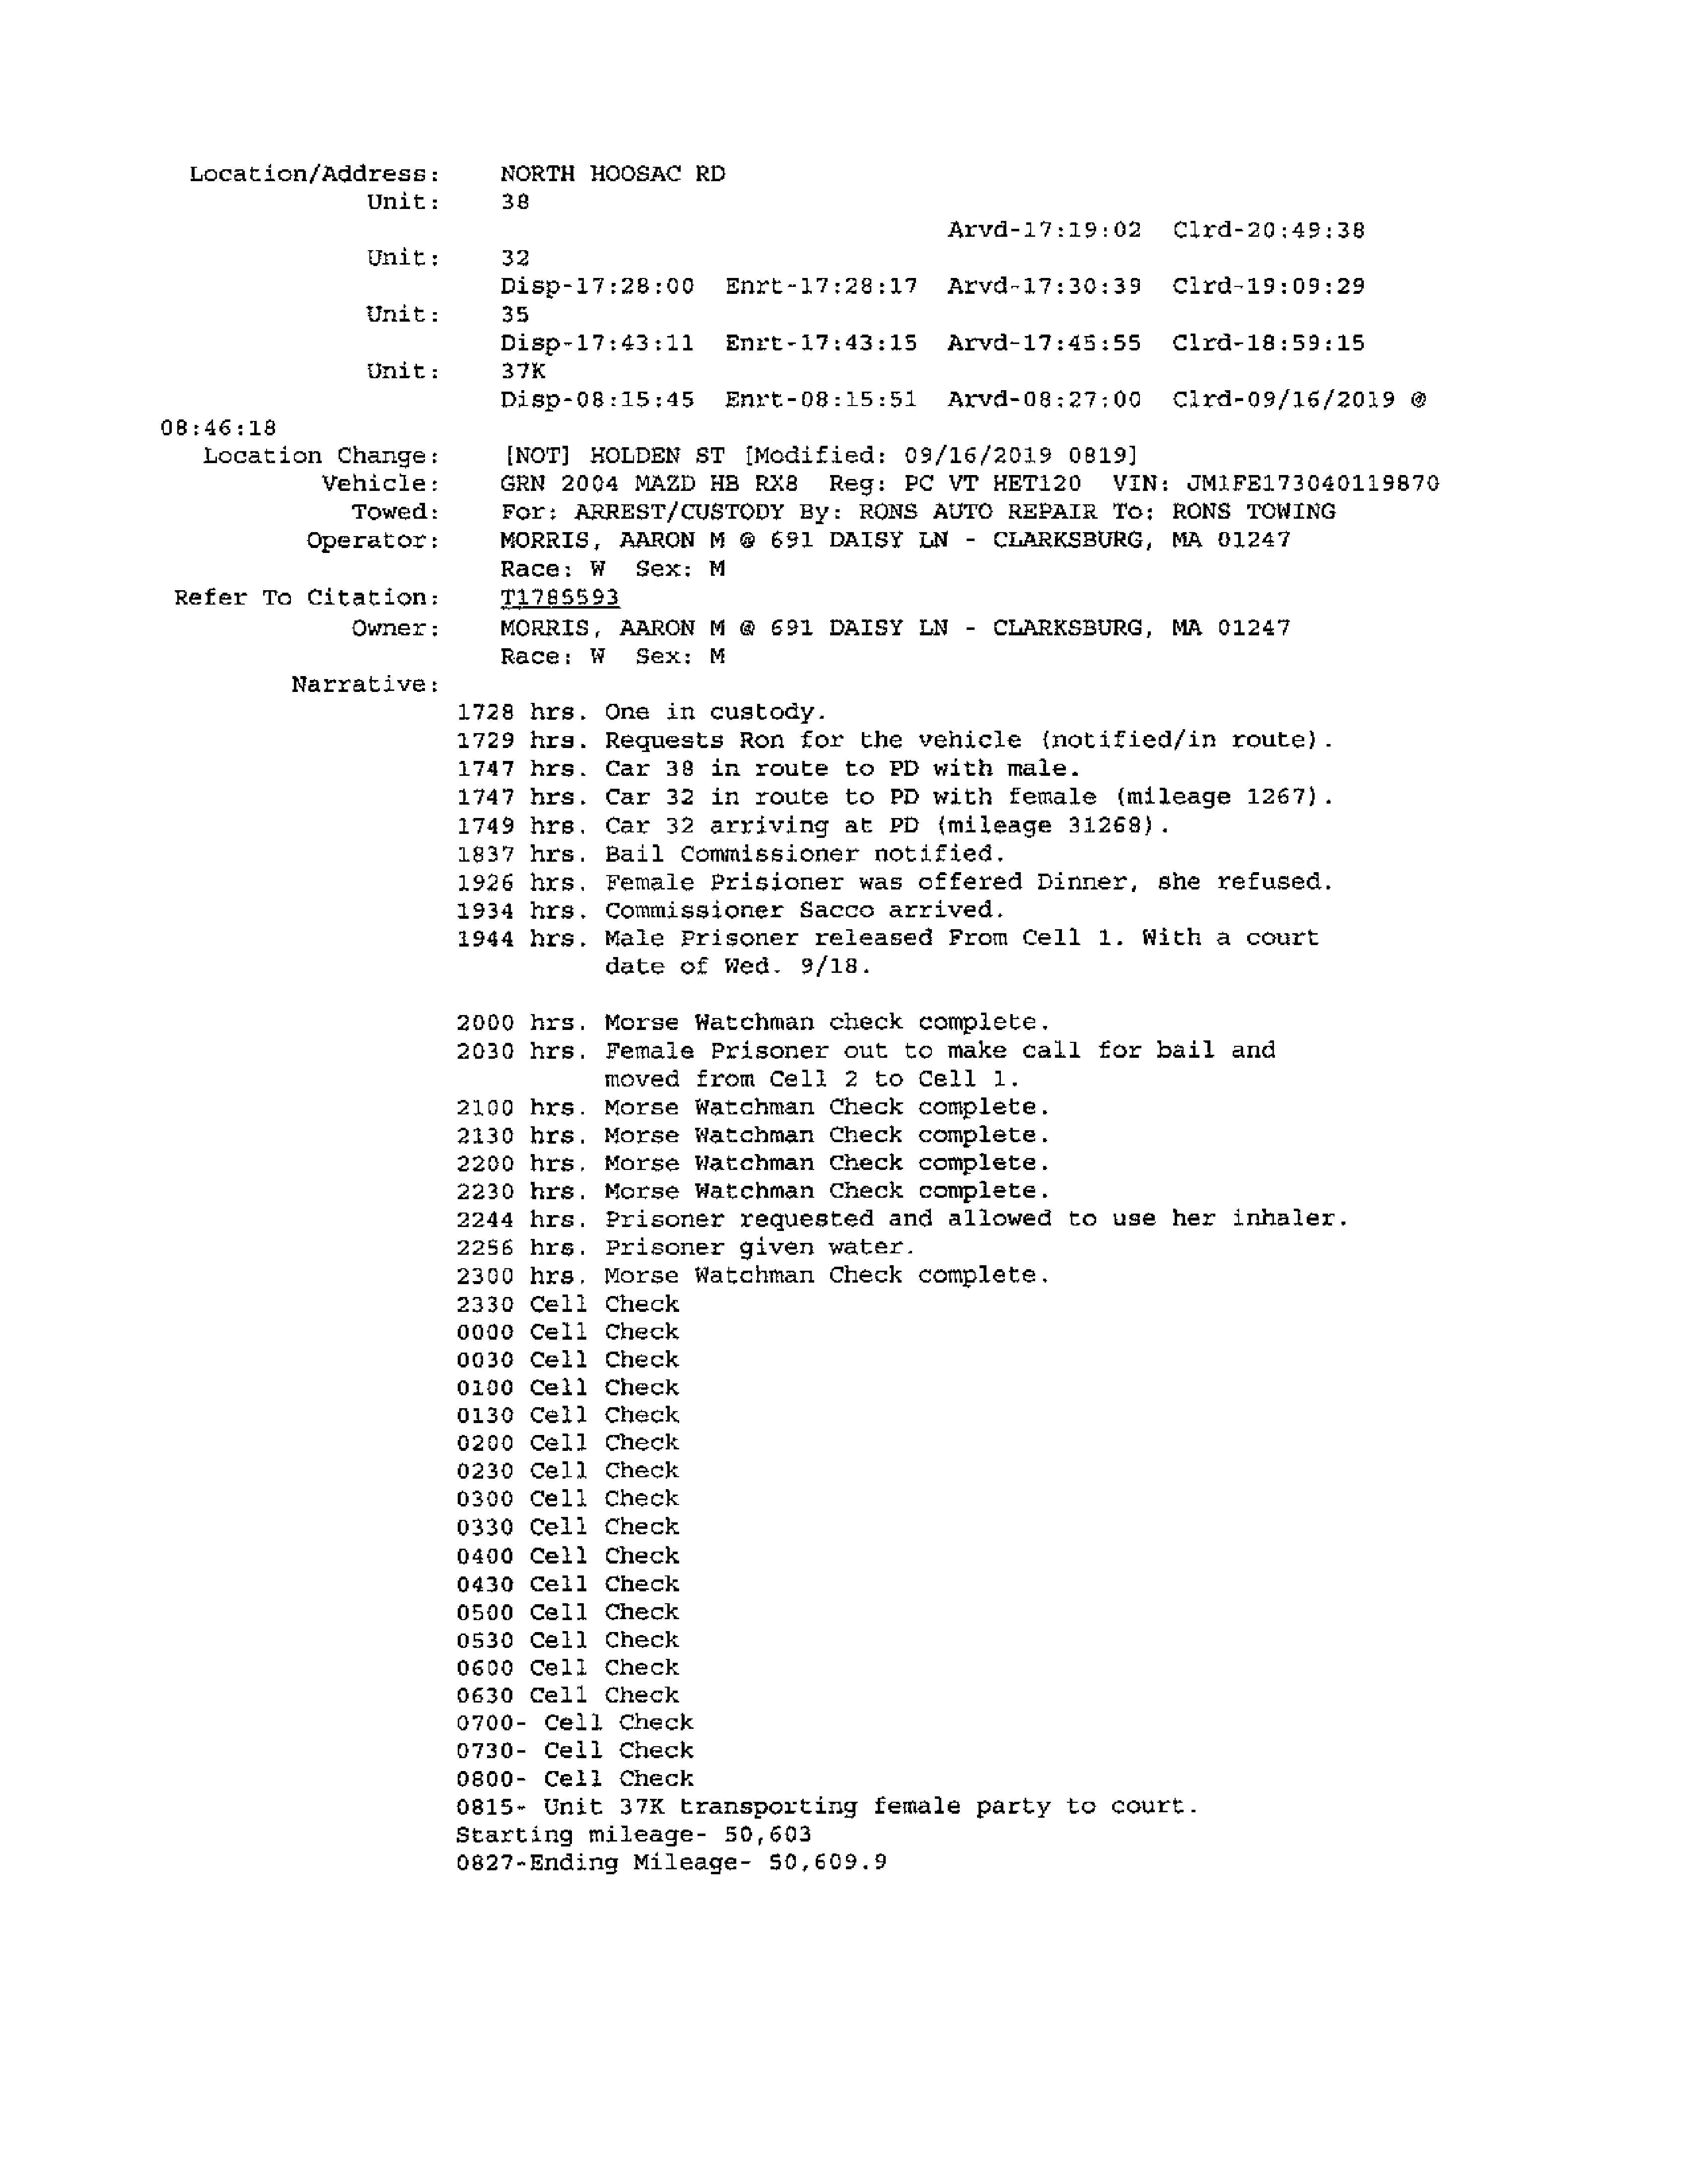 Location/Address: NORTH HOOSAC RD
Unit: 38
Arvd-17:19:02 Clrd-20:49:38
Unit: 32
Disp-17:28:00 Enrt-17:28:17 Arvd-17:30:39 Clrd-19:09:29
Unit: 35
Disp-17:43:11 Enrt-17:43:15 Arvd-17:45:55 Clrd-18:59:15
Unit: 37K
Disp-08:15:45 Enrt-08:15:51 Arvd-08:27:00 Clrd-09/16/2019 @
08:46:18
Location Change: [NOT] HOLDEN ST [Modified: 09/16/2019 0819]
Vehicle: GRN 2004 MAZD HB RX8 Reg: PC VT HET120 VIN: JM1FE173040119870
Towed: For: ARREST/CUSTODY By: RONS AUTO REPAIR To: RONS TOWING
Operator: MORRIS, AARON M @ 691 DAISY LN - CLARKSBURG, MA 01247
Race: W Sex: M
Refer To Citation: T1785593
Owner: MORRIS, AARON M @ 691 DAISY LN - CLARKSBURG, MA 01247
Race: W Sex: M
Narrative:
1728 hrs. One in custody.
1729 hrs. Requests Ron for the vehicle (notified/in route).
1747 hrs. Car 38 in route to PD with male.
1747 hrs. Car 32 in route to PD with female (mileage 1267).
1749 hrs. Car 32 arriving at PD (mileage 31268).
1837 hrs. Bail Commissioner notified.
1926 hrs. Female Prisioner was offered Dinner, she refused.
1934 hrs. Commissioner Sacco arrived.
1944 hrs. Male Prisoner released From Cell 1. With a court
date of Wed. 9/18.
2000 hrs. Morse Watchman check complete.
2030 hrs. Female Prisoner out to make call for bail and
moved from Cell 2 to Cell 1.
2100 hrs. Morse Watchman Check complete.
2130 hrs. Morse Watchman Check complete.
2200 hrs. Morse Watchman Check complete.
2230 hrs. Morse Watchman Check complete.
2244 hrs. Prisoner requested and allowed to use her inhaler.
2256 hrs. Prisoner given water.
2300 hrs. Morse Watchman Check complete.
2330 Cell Check
0000 Cell Check
0030 Cell Check
0100 Cell Check
0130 Cell Check
0200 Cell Check
0230 Cell Check
0300 Cell Check
0330 Cell Check
0400 Cell Check
0430 Cell Check
0500 Cell Check
0530 Cell Check
0600 Cell Check
0630 Cell Check
0700- Cell Check
0730- Cell Check
0800- Cell Check
0815- Unit 37K transporting female party to court.
Starting mileage- 50,603
0827-Ending Mileage- 50,609.9